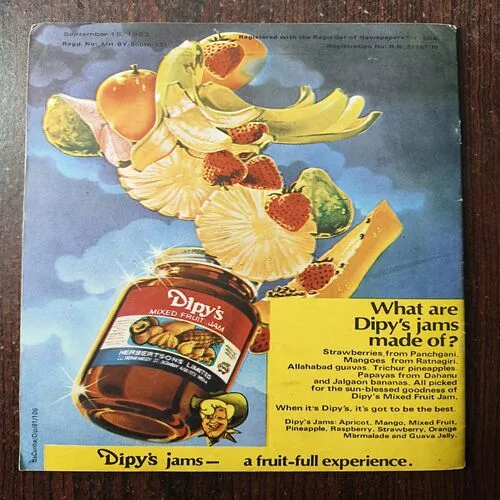 September 15, 1982
Registered with the Registrar of Newspapers for India.
Regd. No: MH-BY-South-
Registration No: R.N.
Dipy's
MIXED FRUIT JAM
HERBERTSONS LIMITED
What are
Dipy's jams
made of?
Strawberries from Panchgani.
Mangoes from Ratnagiri.
Allahabad guavas. Trichur pineapples.
Papayas from Dahanu
and Jalgaon bananas. All picked
for the sun-blessed goodness of
Dipy's Mixed Fruit Jam.
When it's Dipy's, it's got to be the best.
Dipy's Jams: Apricot, Mango, Mixed Fruit,
Pineapple, Raspberry, Strawberry, Orange
Marmalade and Guava Jelly.
Dipy's jams— a fruit-full experience.
daCunha/Dip/81/106